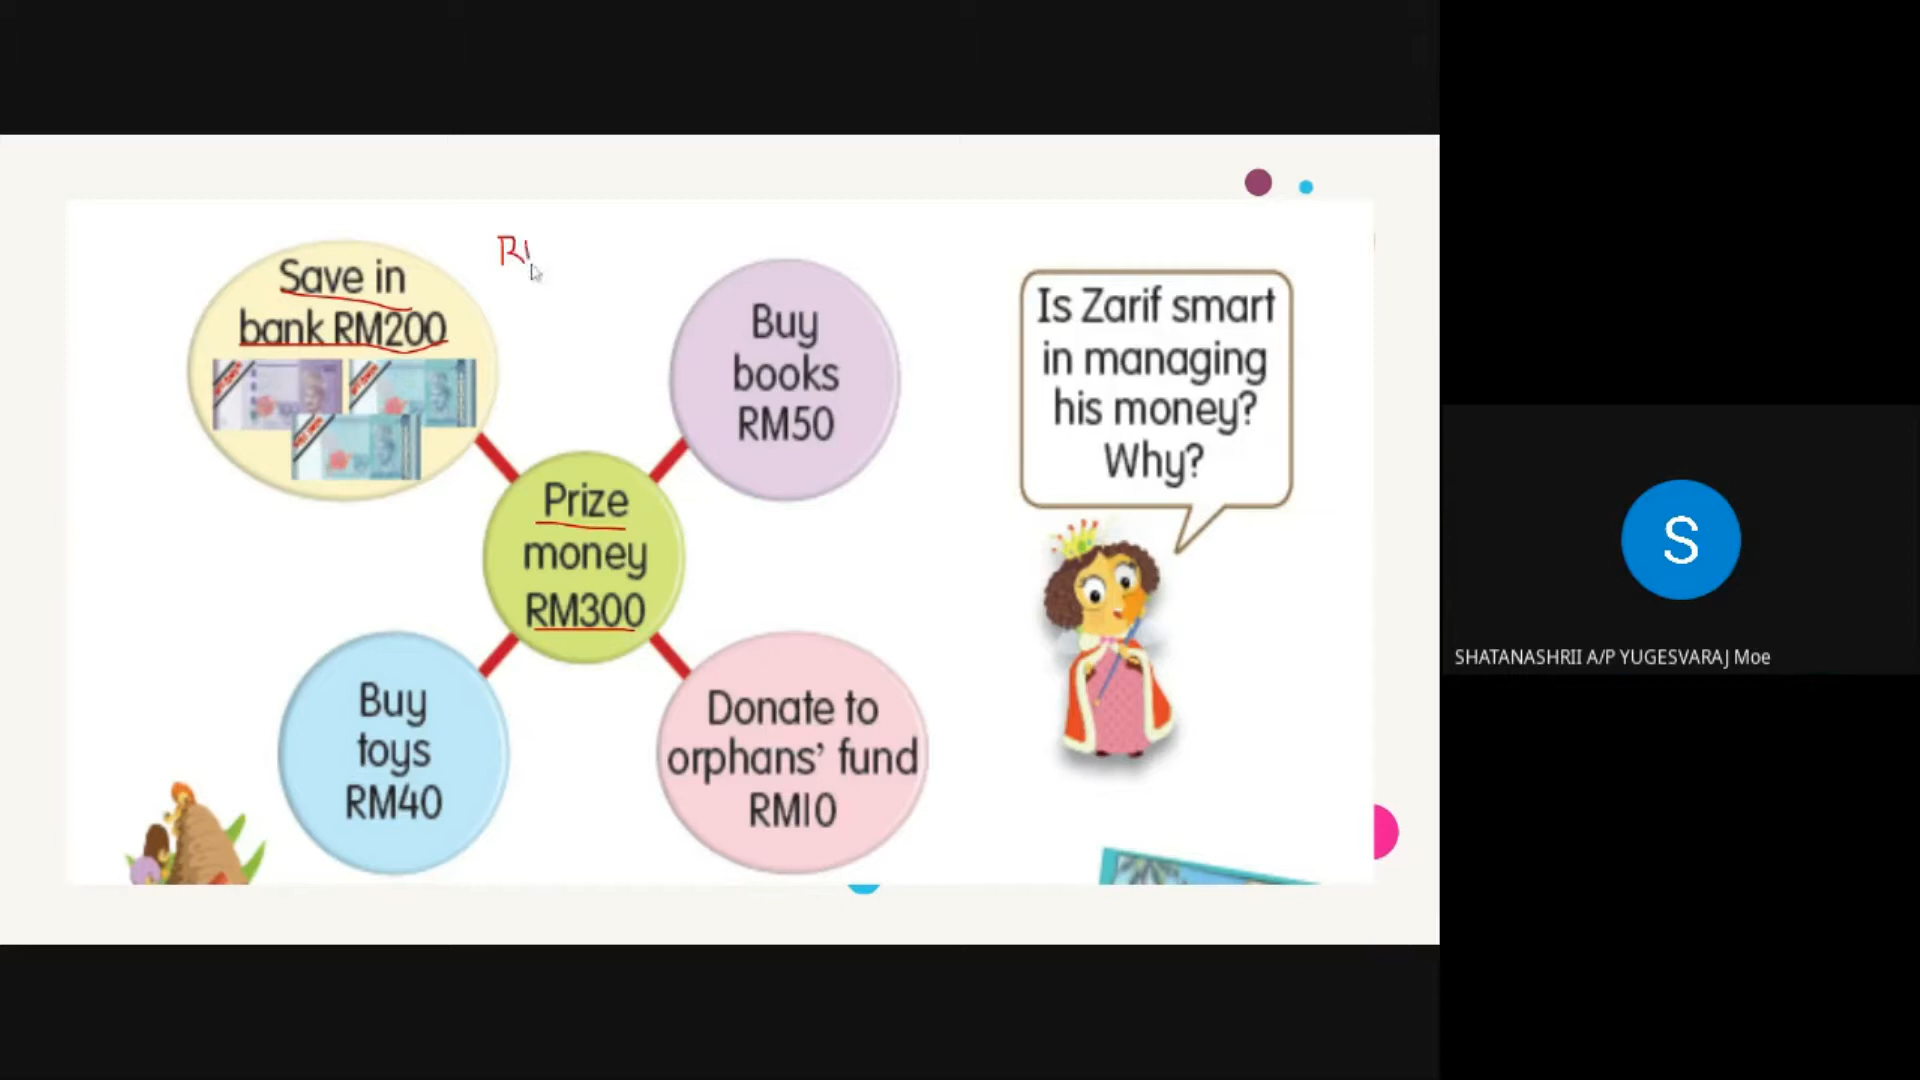 Save in
bank RM200
R
Buy
books
RM50
Is Zarif smart
in managing
his money?
Why?
Prize
money
RM300
Buy
toys
RM40
Donate to
orphans’ fund
RM10
S
SHATANASHRII A/P YUGESVARAJ Moe